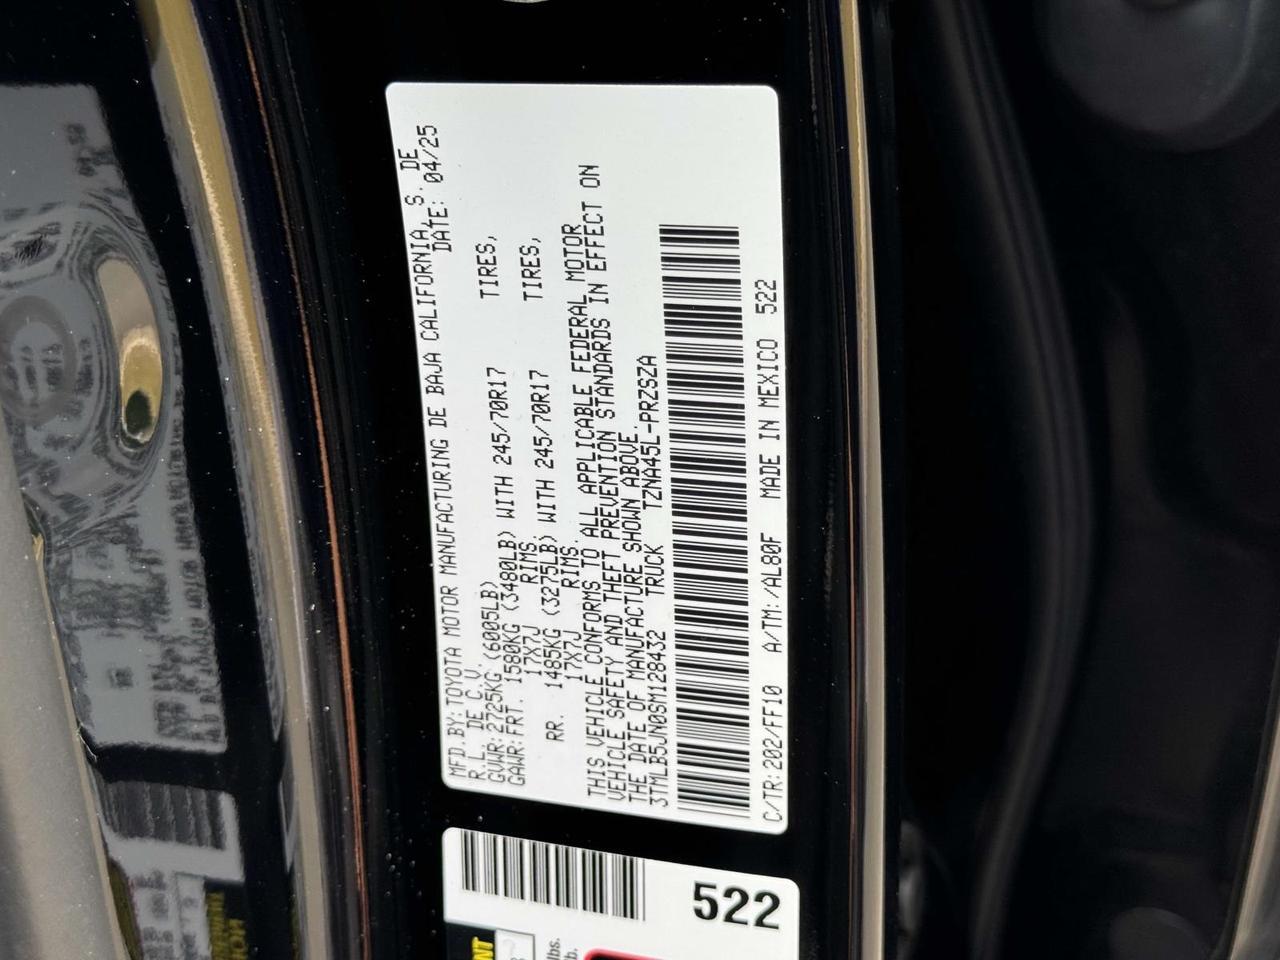 MFD. BY: TOYOTA MOTOR MANUFACTURING DE BAJA CALIFORNIA, S. DE
R. L. DE C. V. DATE: 04/25
GVWR: 2725KG (6005LB)
GAWR: FRT. 1580KG (3480LB) WITH 245/70R17 TIRES,
17X7J RIMS,
RR. 1485KG (3275LB) WITH 245/70R17 TIRES,
17X7J RIMS.
THIS VEHICLE CONFORMS TO ALL APPLICABLE FEDERAL MOTOR
VEHICLE SAFETY AND THEFT PREVENTION STANDARDS IN EFFECT ON
THE DATE OF MANUFACTURE SHOWN ABOVE.
3TMLB5JN0SM128432 TRUCK TZNA45L-PRZSZA
C/TR: 202/FF10 A/TM: /AL80F MADE IN MEXICO 522
522
lbs.